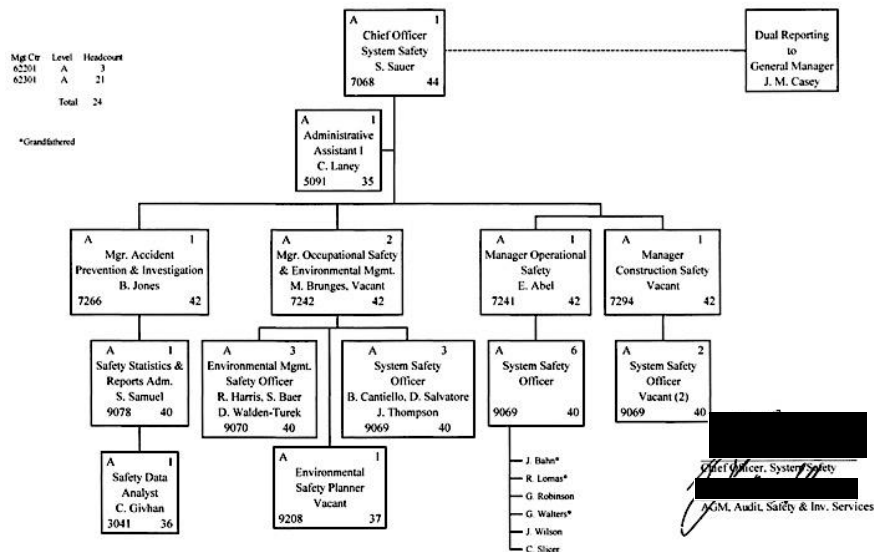 A 1
Chief Officer
System Safety
S. Sauer
7068 44
Dual Reporting
to
General Manager
J. M. Casey
Mgt Ctr Level Headcount
62201 A 3
62301 A 21
Total 24
*Grandfathered
A 1
Administrative
Assistant I
C. Laney
5091 35
A 1
Mgr. Accident
Prevention & Investigation
B. Jones
7266 42
A 2
Mgr. Occupational Safety
& Environmental Mgmt.
M. Brunges, Vacant
7242 42
A 1
Manager Operational
Safety
E. Abel
7241 42
A 1
Manager
Construction Safety
Vacant
7294 42
A 1
Safety Statistics &
Reports Adm.
S. Samuel
9078 40
A 3
Environmental Mgmt.
Safety Officer
R. Harris, S. Baer
D. Walden-Turek
9070 40
A 3
System Safety
Officer
B. Cantiello, D. Salvatore
J. Thompson
9069 40
A 6
System Safety
Officer
9069 40
A 2
System Safety
Officer
Vacant (2)
9069 40
A 1
Safety Data
Analyst
C. Givhan
3041 36
A 1
Environmental
Safety Planner
Vacant
9208 37
J. Bahn*
R. Lomas*
G. Robinson
G. Walters*
J. Wilson
C. Slicer
Chief Officer, System Safety
AGM, Audit, Safety & Inv. Services